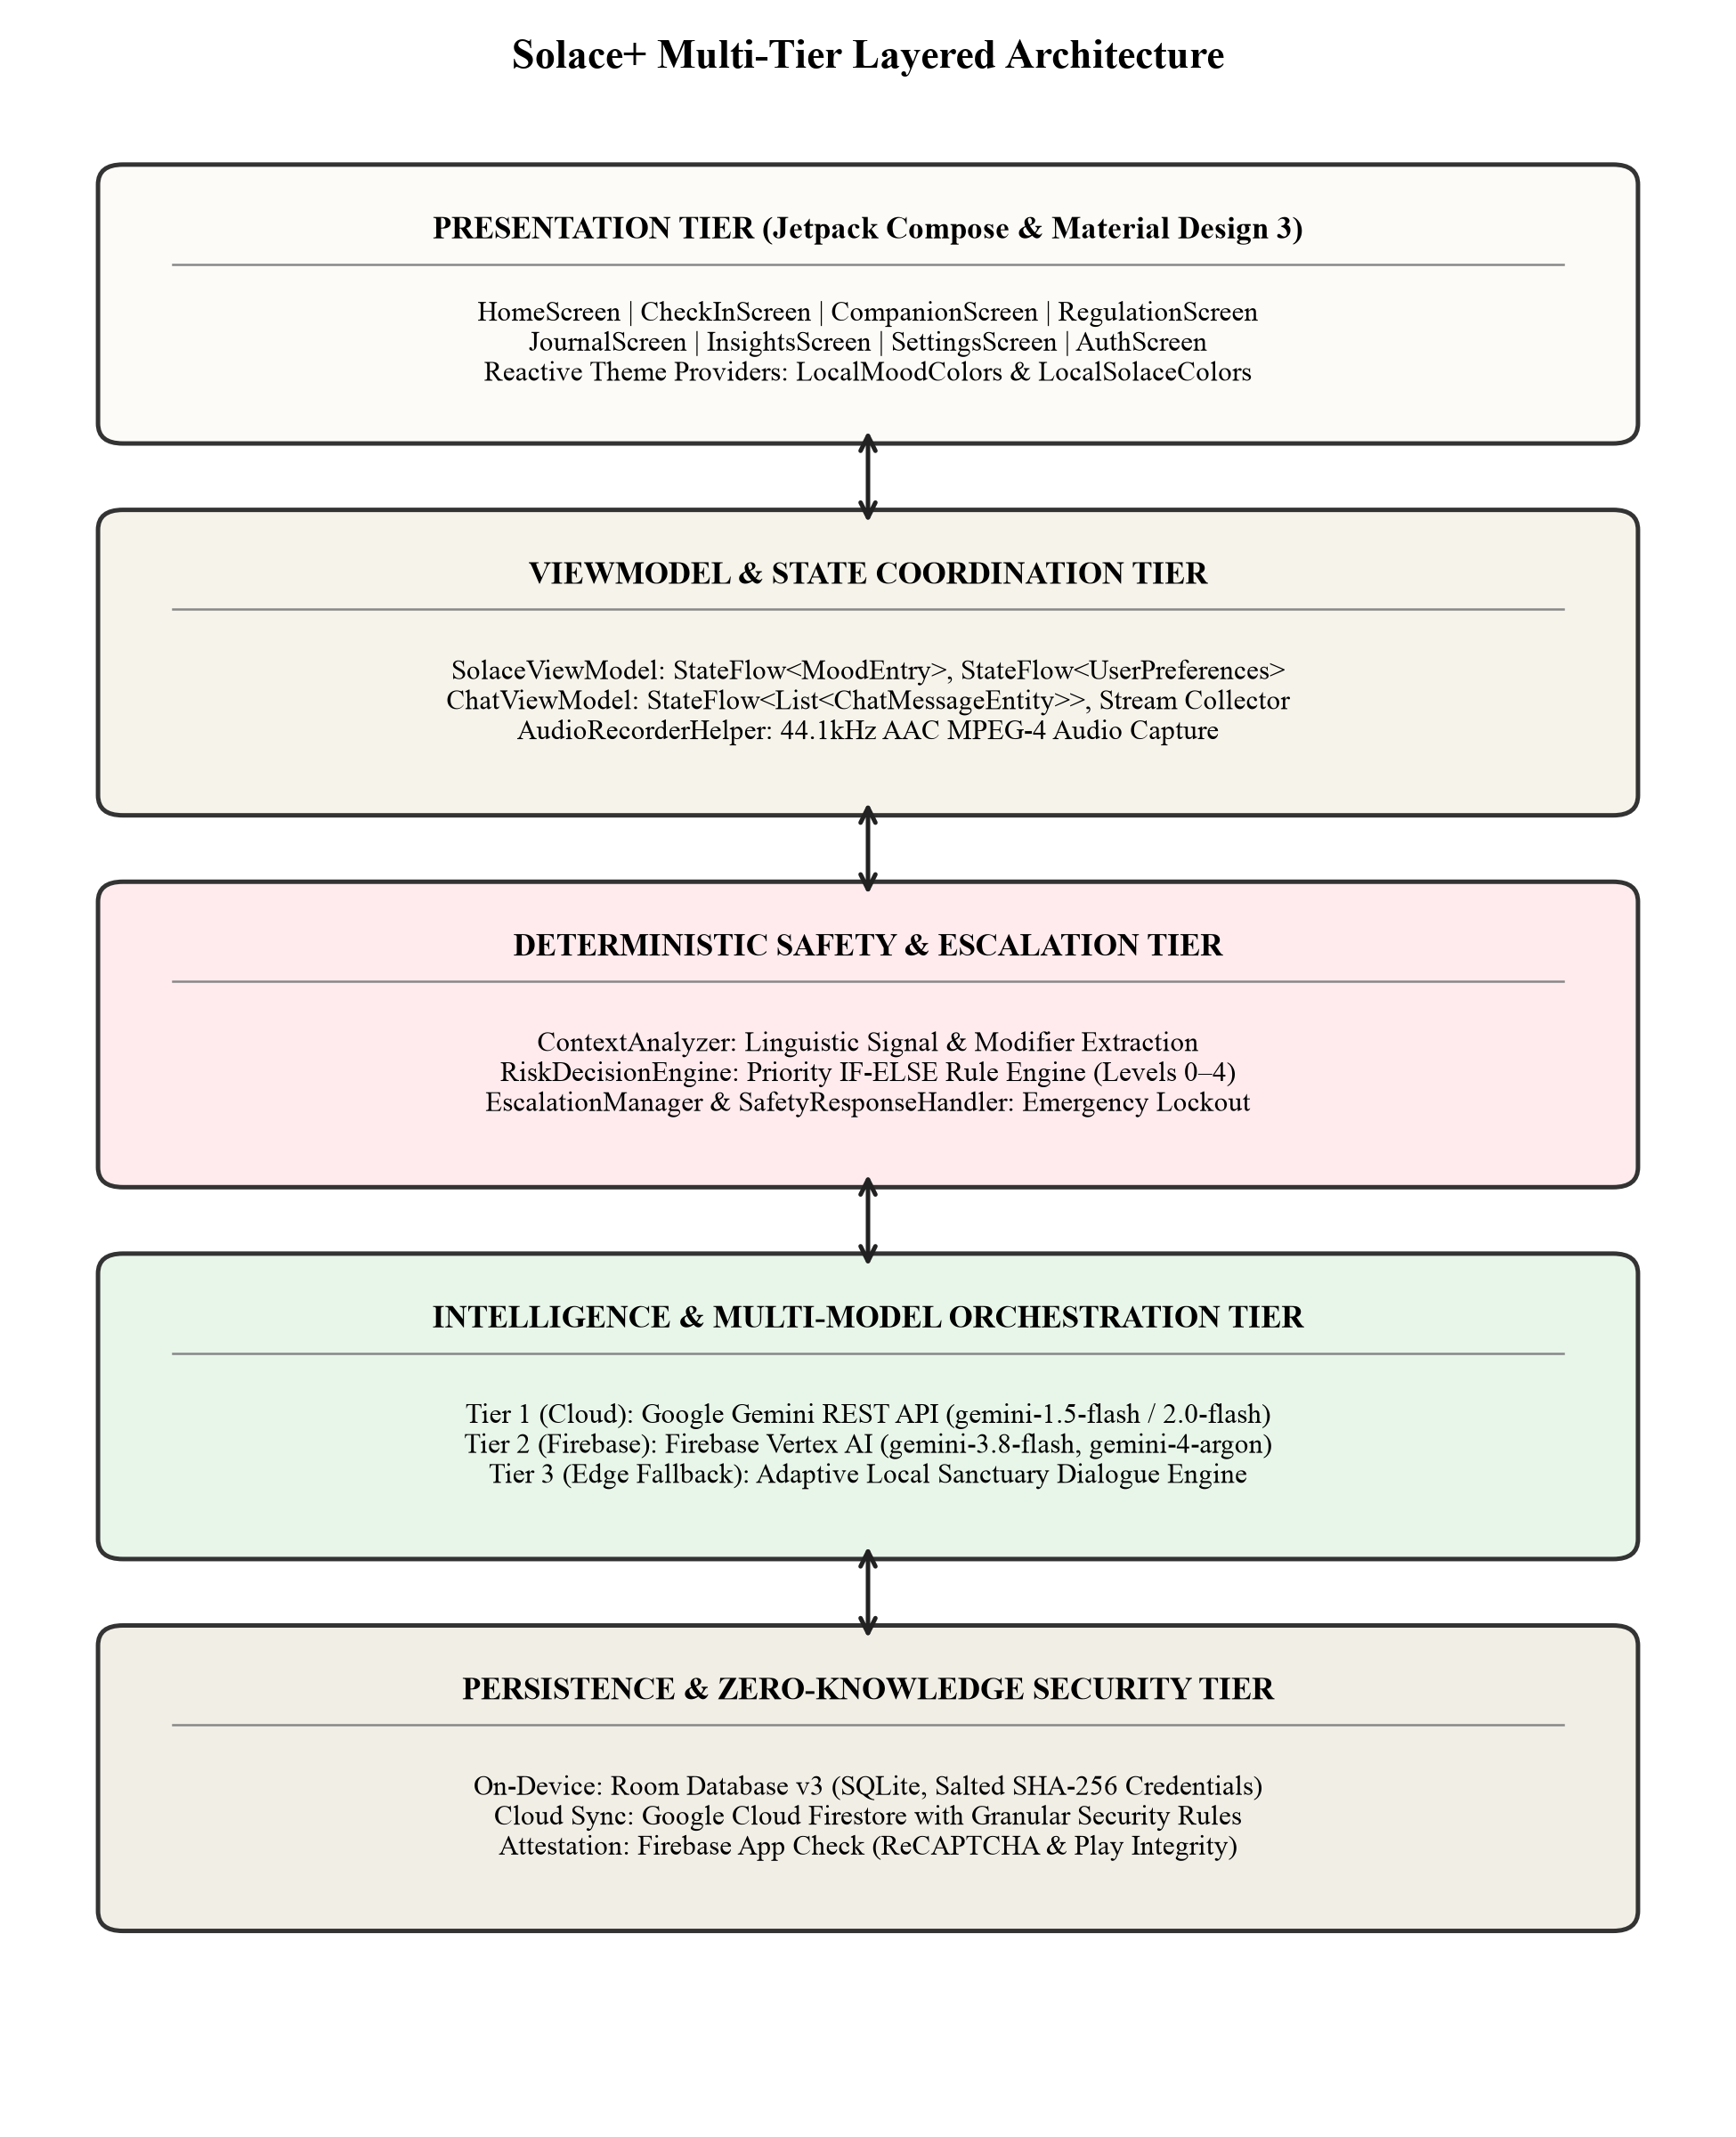 Solace+ Multi-Tier Layered Architecture
PRESENTATION TIER (Jetpack Compose & Material Design 3)
HomeScreen | CheckInScreen | CompanionScreen | RegulationScreen
JournalScreen | InsightsScreen | SettingsScreen | AuthScreen
Reactive Theme Providers: LocalMoodColors & LocalSolaceColors
VIEWMODEL & STATE COORDINATION TIER
SolaceViewModel: StateFlow<MoodEntry>, StateFlow<UserPreferences>
ChatViewModel: StateFlow<List<ChatMessageEntity>>, Stream Collector
AudioRecorderHelper: 44.1kHz AAC MPEG-4 Audio Capture
DETERMINISTIC SAFETY & ESCALATION TIER
ContextAnalyzer: Linguistic Signal & Modifier Extraction
RiskDecisionEngine: Priority IF-ELSE Rule Engine (Levels 0–4)
EscalationManager & SafetyResponseHandler: Emergency Lockout
INTELLIGENCE & MULTI-MODEL ORCHESTRATION TIER
Tier 1 (Cloud): Google Gemini REST API (gemini-1.5-flash / 2.0-flash)
Tier 2 (Firebase): Firebase Vertex AI (gemini-3.8-flash, gemini-4-argon)
Tier 3 (Edge Fallback): Adaptive Local Sanctuary Dialogue Engine
PERSISTENCE & ZERO-KNOWLEDGE SECURITY TIER
On-Device: Room Database v3 (SQLite, Salted SHA-256 Credentials)
Cloud Sync: Google Cloud Firestore with Granular Security Rules
Attestation: Firebase App Check (ReCAPTCHA & Play Integrity)